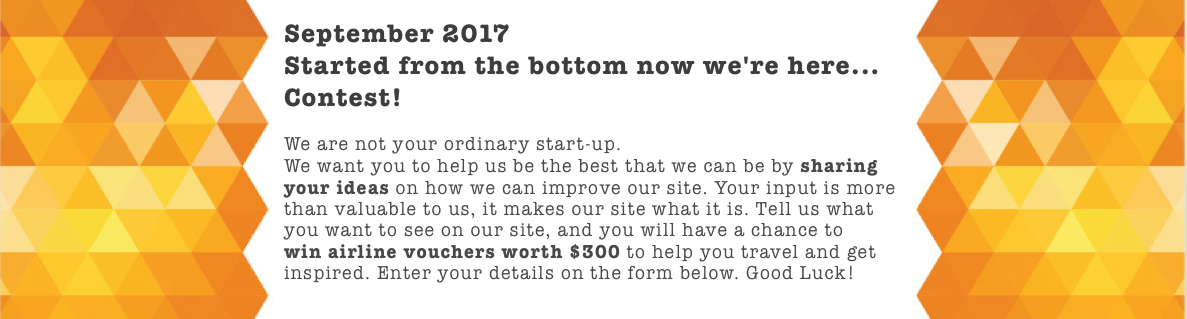 September 2017
Started from the bottom now we're here...
Contest!
We are not your ordinary start-up.
We want you to help us be the best that we can be by sharing
your ideas on how we can improve our site. Your input is more
than valuable to us, it makes our site what it is. Tell us what
you want to see on our site, and you will have a chance to
win airline vouchers worth $300 to help you travel and get
inspired. Enter your details on the form below. Good Luck!